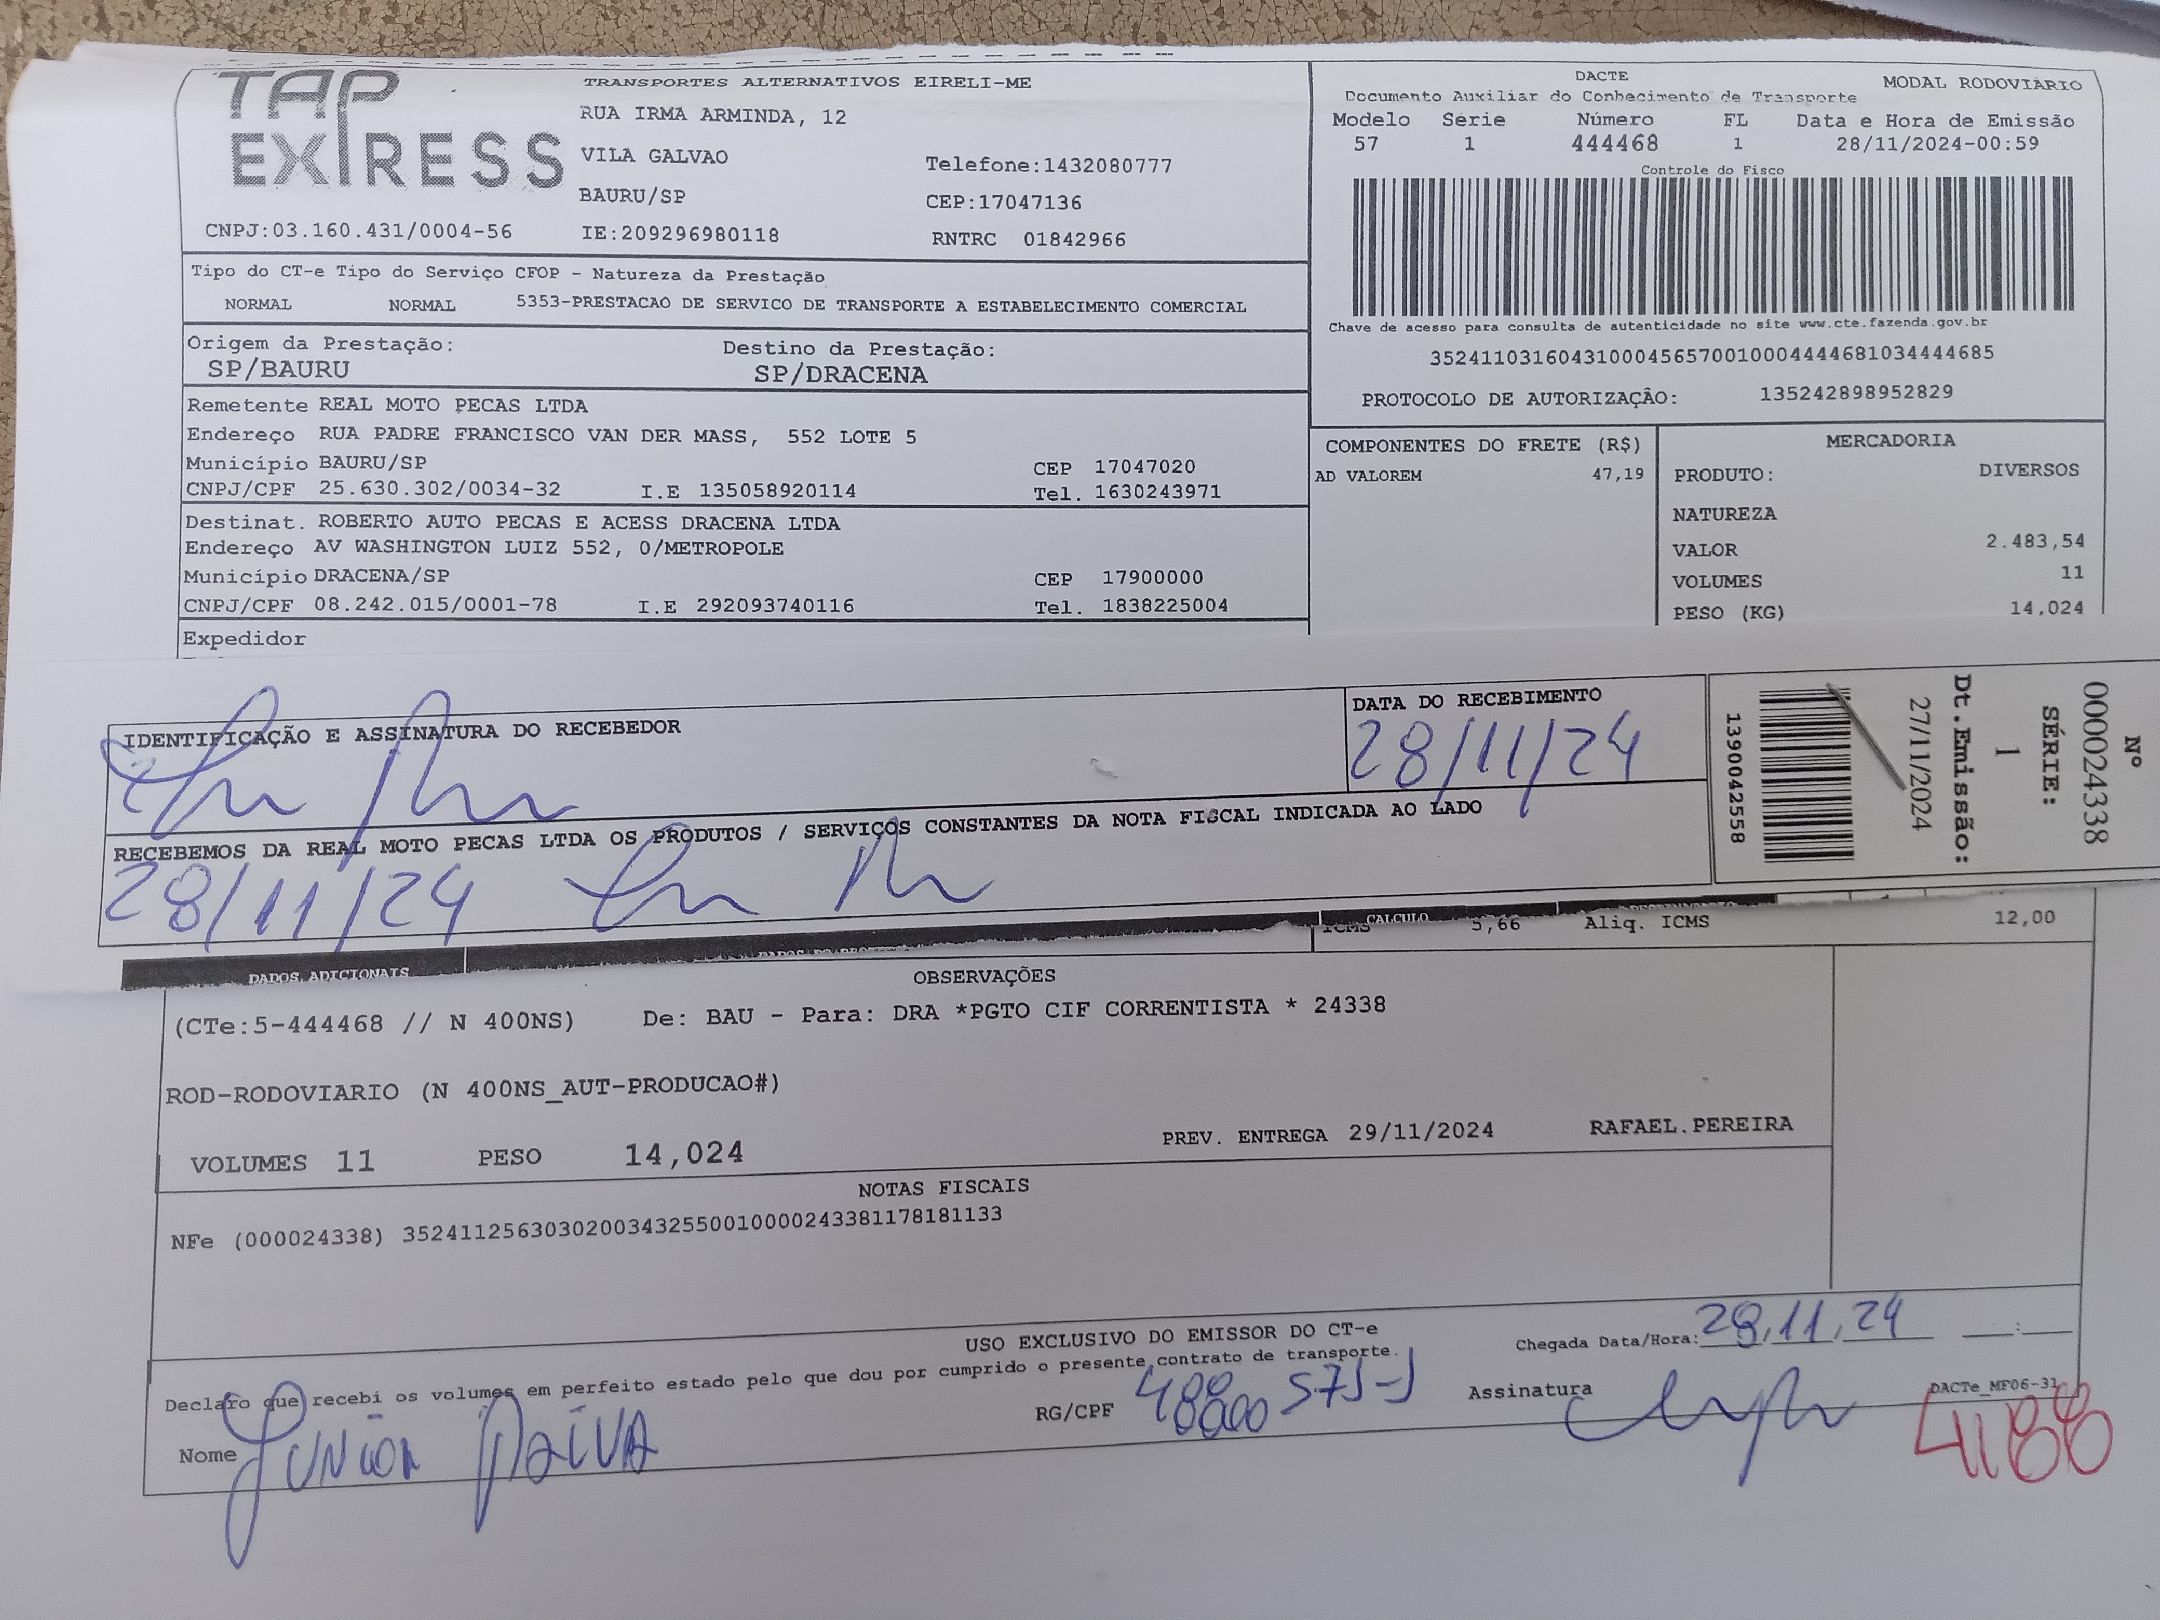 TAP EXPRESS
TRANSPORTES ALTERNATIVOS EIRELI-ME
RUA IRMA ARMINDA, 12
VILA GALVAO Telefone:1432080777
BAURU/SP CEP:17047136
CNPJ:03.160.431/0004-56 IE:209296980118 RNTRC 01842966
DACTE MODAL RODOVIÁRIO
Documento Auxiliar do Conhecimento de Transporte
Modelo Série Número FL Data e Hora de Emissão
57 1 444468 1 28/11/2024-00:59
Controle do Fisco
Chave de acesso para consulta de autenticidade no site www.cte.fazenda.gov.br
35241103160431000456570010004444681034444685
PROTOCOLO DE AUTORIZAÇÂO: 135242898952829
Tipo do CT-e Tipo do Serviço CFOP - Natureza da Prestação
NORMAL NORMAL 5353-PRESTACAO DE SERVICO DE TRANSPORTE A ESTABELECIMENTO COMERCIAL
Origem da Prestação: Destino da Prestação:
SP/BAURU SP/DRACENA
Remetente REAL MOTO PECAS LTDA
Endereço RUA PADRE FRANCISCO VAN DER MASS, 552 LOTE 5
Município BAURU/SP CEP 17047020
CNPJ/CPF 25.630.302/0034-32 I.E 135058920114 Tel. 1630243971
Destinat. ROBERTO AUTO PECAS E ACESS DRACENA LTDA
Endereço AV WASHINGTON LUIZ 552, 0/METROPOLE
Município DRACENA/SP CEP 17900000
CNPJ/CPF 08.242.015/0001-78 I.E 292093740116 Tel. 1838225004
Expedidor
COMPONENTES DO FRETE (R$)
AD VALOREM 47,19
MERCADORIA
PRODUTO: DIVERSOS
NATUREZA
VALOR 2.483,54
VOLUMES 11
PESO (KG) 14,024
IDENTIFICAÇÃO E ASSINATURA DO RECEBEDOR
DATA DO RECEBIMENTO
28/11/24
RECEBEMOS DA REAL MOTO PECAS LTDA OS PRODUTOS / SERVIÇOS CONSTANTES DA NOTA FISCAL INDICADA AO LADO
28/11/24
Nº
000024338
SÉRIE:
1
Dt.Emissão:
27/11/2024
1390042558
CALCULO
ICMS 5,66 Aliq. ICMS 12,00
DADOS ADICIONAIS
OBSERVAÇÕES
(CTe:5-444468 // N 400NS) De: BAU - Para: DRA *PGTO CIF CORRENTISTA * 24338
ROD-RODOVIARIO (N 400NS_AUT-PRODUCAO#)
VOLUMES 11 PESO 14,024 PREV. ENTREGA 29/11/2024 RAFAEL.PEREIRA
NOTAS FISCAIS
NFe (000024338) 35241125630302003432550010000243381178181133
USO EXCLUSIVO DO EMISSOR DO CT-e
Chegada Data/Hora: 28/11/24 __:__
Declaro que recebi os volumes em perfeito estado pelo que dou por cumprido o presente contrato de transporte.
Nome JUNIOR PAIVA RG/CPF Assinatura
DACTe_MF06-31
4188